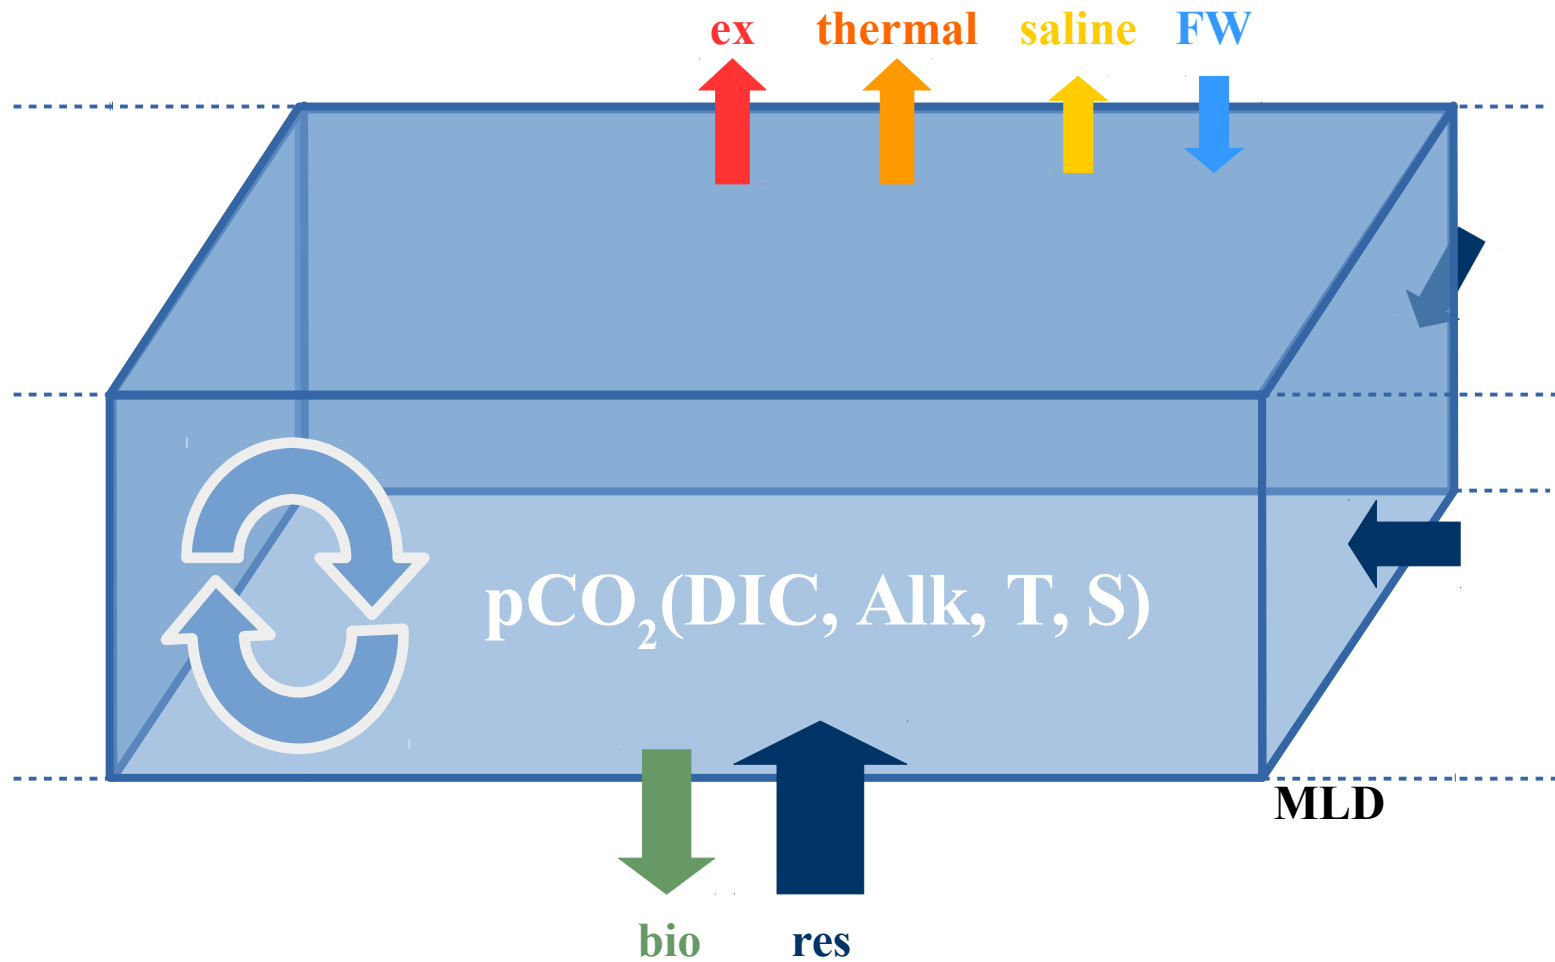 ex thermal saline FW
pCO₂(DIC, Alk, T, S)
MLD
bio res